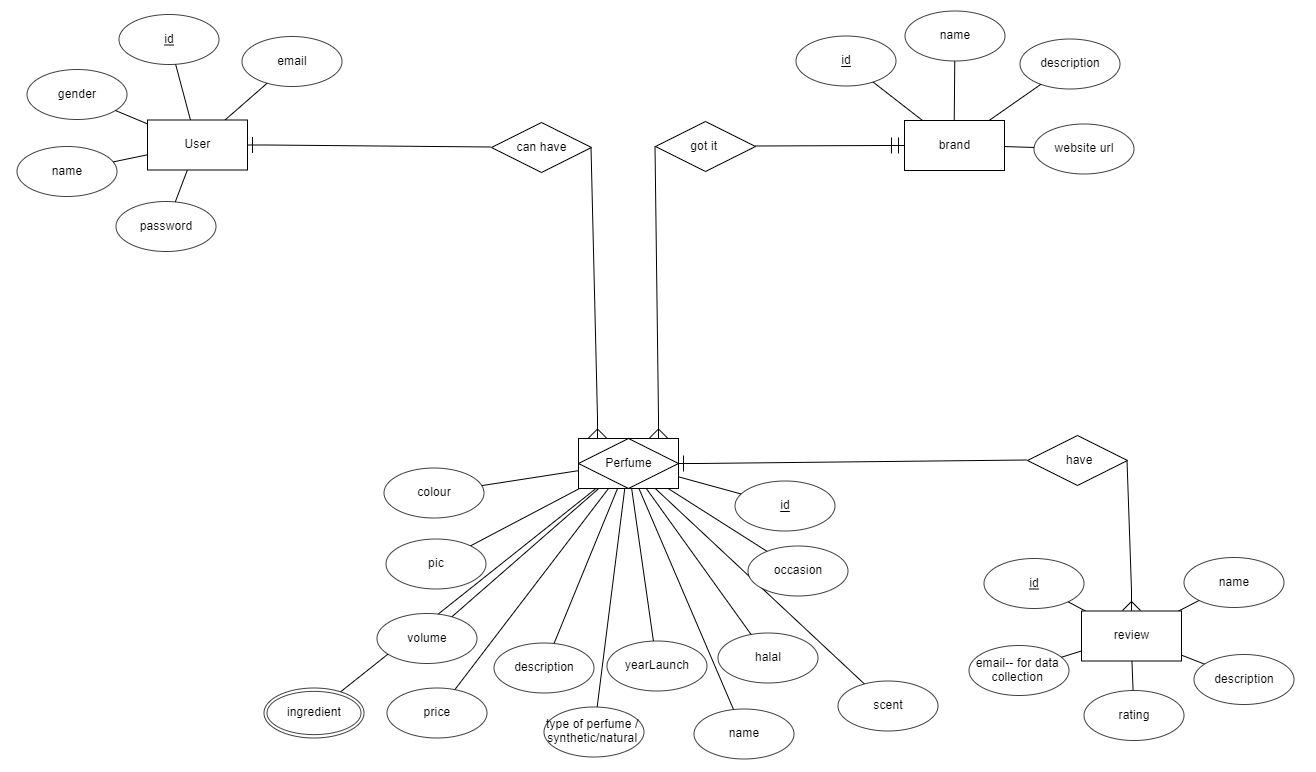 id
email
gender
User
name
password
can have
got it
id
name
description
brand
website url
Perfume
have
colour
id
pic
occasion
volume
description
yearLaunch
halal
ingredient
price
type of perfume /
synthetic/natural
name
scent
id
name
review
email-- for data
collection
description
rating